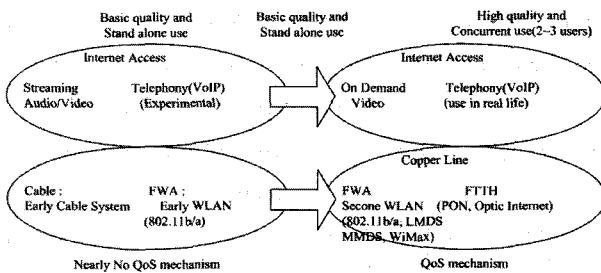 Basic quality and
Stand alone use
Basic quality and
Stand alone use
High quality and
Concurrent use(2~3 users)
Internet Access
Streaming
Audio/Video
Telephony(VoIP)
(Experimental)
Internet Access
On Demand
Video
Telephony(VoIP)
(use in real life)
Cable :
Early Cable System
FWA :
Early WLAN
(802.11b/a)
Copper Line
FWA
Secone WLAN
(802.11b/a, LMDS
MMDS, WiMax)
FTTH
(PON, Optic Internet)
Nearly No QoS mechanism
QoS mechanism